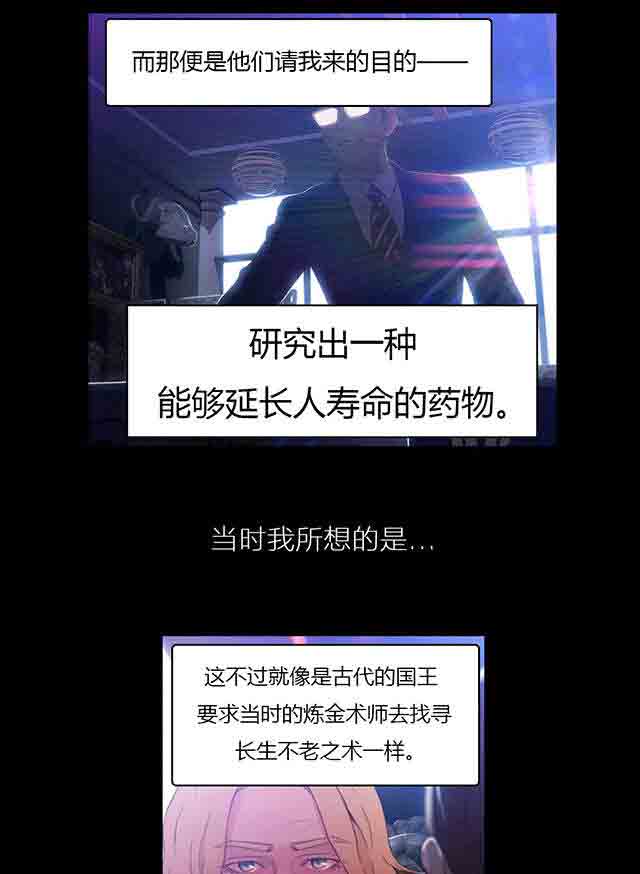 而那便是他们请我来的目的——
研究出一种
能够延长人寿命的药物。
当时我所想的是...
这不过就像是古代的国王
要求当时的炼金术师去找寻
长生不老之术一样。